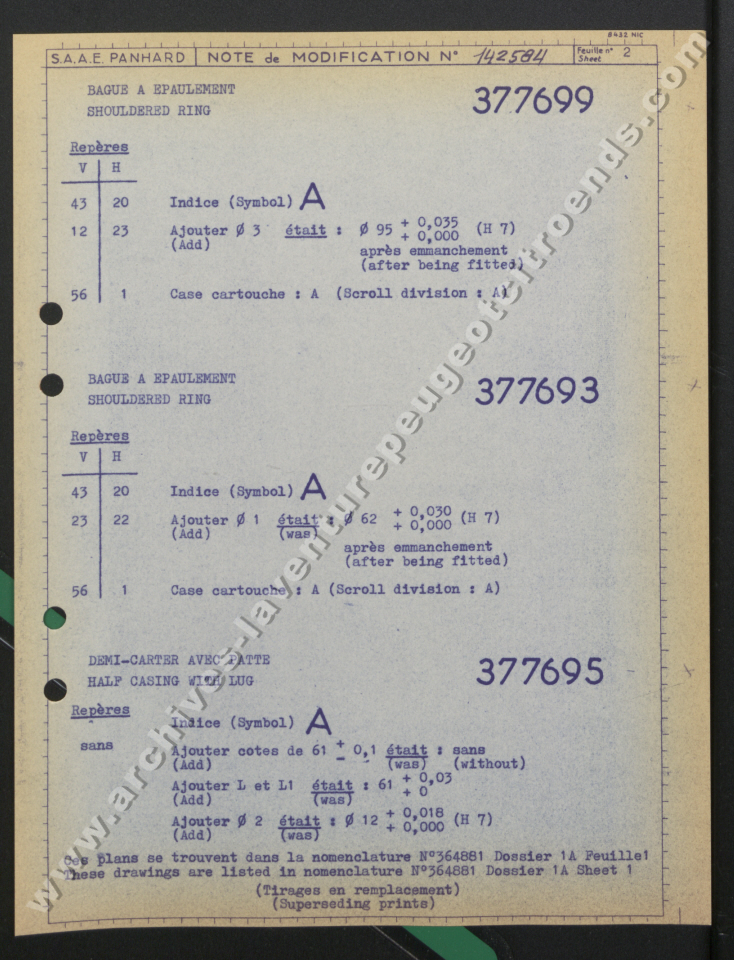 8422 NIC
S.A.A.E. PANHARD NOTE de MODIFICATION N° 142584 Feuille n° 2
Sheet
BAGUE A EPAULEMENT
SHOULDERED RING
377699
Repères
V H
43 20 Indice (Symbol) A
12 23 Ajouter Ø 3 était : Ø 95 + 0,035 (H 7)
(Add) + 0,000
après emmanchement
(after being fitted)
56 1 Case cartouche : A (Scroll division : A)
BAGUE A EPAULEMENT
SHOULDERED RING
377693
Repères
V H
43 20 Indice (Symbol) A
23 22 Ajouter Ø 1 était : Ø 62 + 0,030 (H 7)
(Add) (was) + 0,000
après emmanchement
(after being fitted)
56 1 Case cartouche : A (Scroll division : A)
DEMI-CARTER AVEC PATTE
HALF CASING WITH LUG
377695
Repères
Indice (Symbol) A
sans Ajouter cotes de 61 ± 0,1 était : sans
(Add) (was) (without)
Ajouter L et L1 était : 61 + 0,03
(Add) (was) + 0
Ajouter Ø 2 était : Ø 12 + 0,018 (H 7)
(Add) (was) + 0,000
Ces plans se trouvent dans la nomenclature N°364881 Dossier 1A Feuille1
These drawings are listed in nomenclature N°364881 Dossier 1A Sheet 1
(Tirages en remplacement)
(Superseding prints)
www.archives-laventurepeugeotcitroends.com